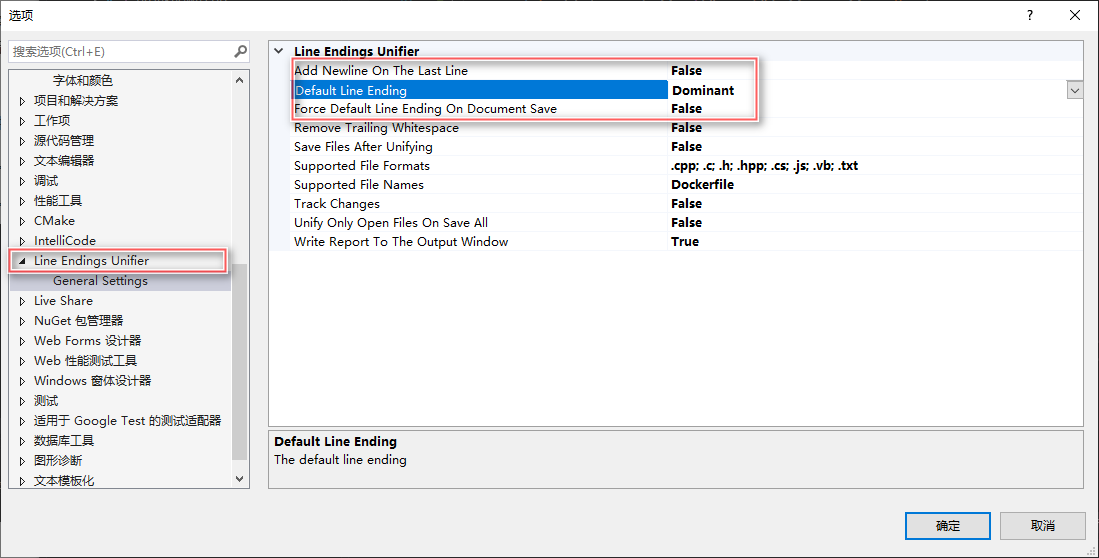 选项
?
搜索选项(Ctrl+E)
字体和颜色
项目和解决方案
工作项
源代码管理
文本编辑器
调试
性能工具
CMake
IntelliCode
Line Endings Unifier
General Settings
Live Share
NuGet 包管理器
Web Forms 设计器
Web 性能测试工具
Windows 窗体设计器
测试
适用于 Google Test 的测试适配器
数据库工具
图形诊断
文本模板化
Line Endings Unifier
Add Newline On The Last Line False
Default Line Ending Dominant
Force Default Line Ending On Document Save False
Remove Trailing Whitespace False
Save Files After Unifying False
Supported File Formats .cpp; .c; .h; .hpp; .cs; .js; .vb; .txt
Supported File Names Dockerfile
Track Changes False
Unify Only Open Files On Save All False
Write Report To The Output Window True
Default Line Ending
The default line ending
确定
取消